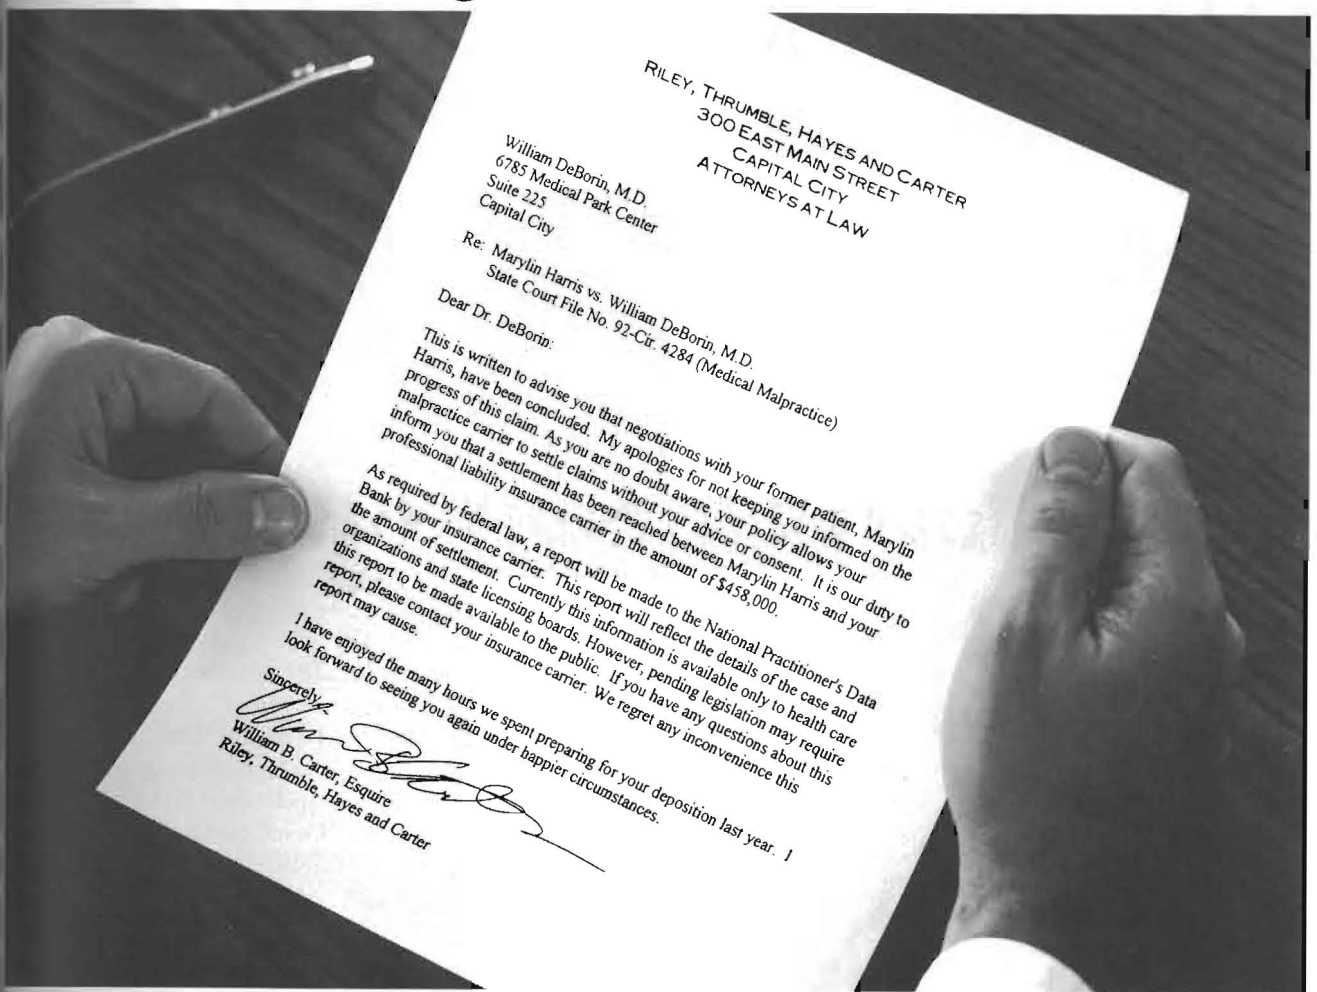 RILEY, THRUMBLE, HAYES AND CARTER
300 EAST MAIN STREET
CAPITAL CITY
ATTORNEYS AT LAW
William DeBorin, M.D.
6785 Medical Park Center
Suite 225
Capital City
Re: Marylin Harris vs. William DeBorin, M.D.
State Court File No. 92-Cir. 4284 (Medical Malpractice)
Dear Dr. DeBorin:
This is written to advise you that negotiations with your former patient, Marylin
Harris, have been concluded. My apologies for not keeping you informed on the
progress of this claim. As you are no doubt aware, your policy allows your
malpractice carrier to settle claims without your advice or consent. It is our duty to
inform you that a settlement has been reached between Marylin Harris and your
professional liability insurance carrier in the amount of $458,000.
As required by federal law, a report will be made to the National Practitioner's Data
Bank by your insurance carrier. This report will reflect the details of the case and
the amount of settlement. Currently this information is available only to health care
organizations and state licensing boards. However, pending legislation may require
this report to be made available to the public. If you have any questions about this
report, please contact your insurance carrier. We regret any inconvenience this
report may cause.
I have enjoyed the many hours we spent preparing for your deposition last year. I
look forward to seeing you again under happier circumstances.
Sincerely,
William B. Carter, Esquire
Riley, Thrumble, Hayes and Carter